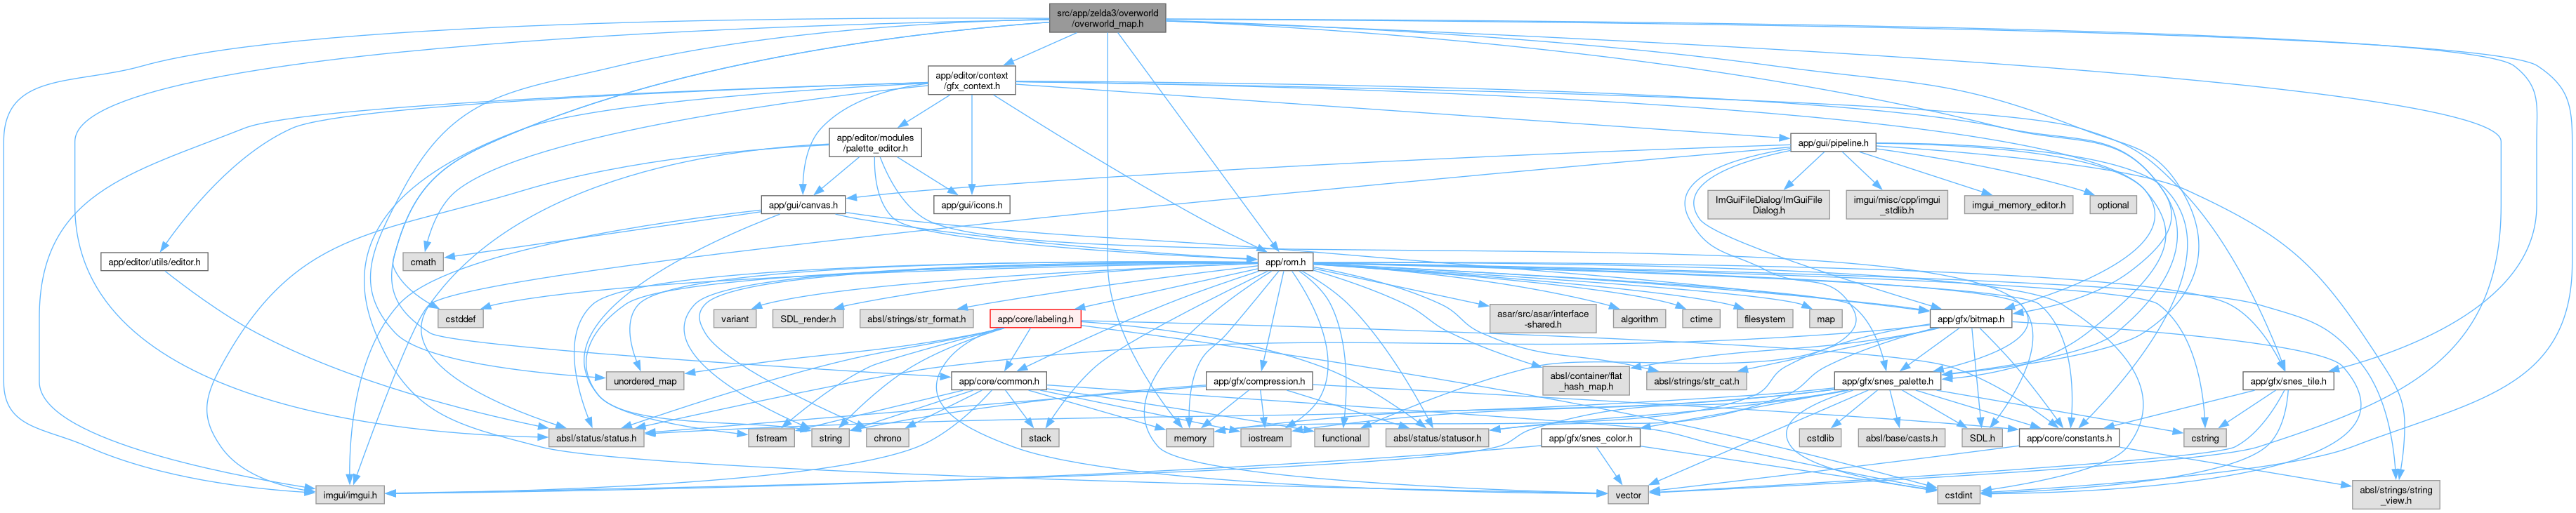 src/app/zelda3/overworld
/overworld_map.h
app/editor/context
/gfx_context.h
app/editor/modules
/palette_editor.h
app/gui/pipeline.h
app/gui/canvas.h
app/gui/icons.h
ImGuiFileDialog/ImGuiFile
Dialog.h
imgui/misc/cpp/imgui
_stdlib.h
imgui_memory_editor.h
optional
app/editor/utils/editor.h
cmath
app/rom.h
cstddef
variant
SDL_render.h
absl/strings/str_format.h
app/core/labeling.h
asar/src/asar/interface
-shared.h
algorithm
ctime
filesystem
map
app/gfx/bitmap.h
unordered_map
app/core/common.h
app/gfx/compression.h
absl/container/flat
_hash_map.h
absl/strings/str_cat.h
app/gfx/snes_palette.h
app/gfx/snes_tile.h
absl/status/status.h
fstream
string
chrono
stack
memory
iostream
functional
absl/status/statusor.h
app/gfx/snes_color.h
cstdlib
absl/base/casts.h
SDL.h
app/core/constants.h
cstring
imgui/imgui.h
vector
cstdint
absl/strings/string
_view.h